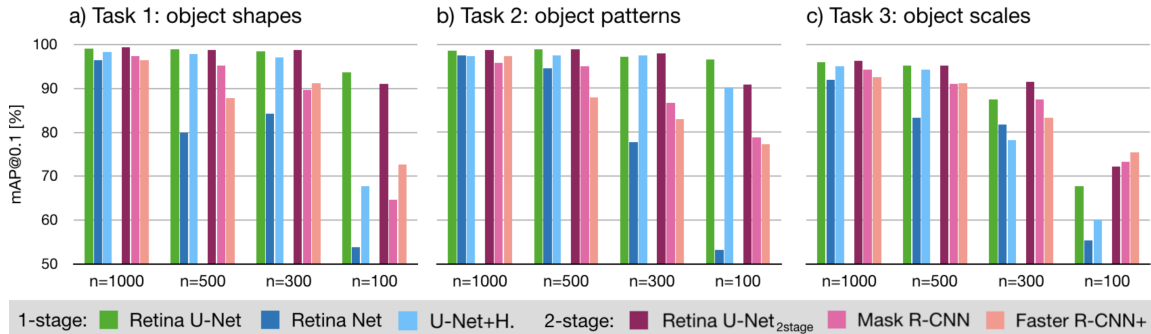 a) Task 1: object shapes
b) Task 2: object patterns
c) Task 3: object scales
mAP@0.1 [%]
100
90
80
70
60
50
n=1000 n=500 n=300 n=100
n=1000 n=500 n=300 n=100
n=1000 n=500 n=300 n=100
1-stage: Retina U-Net Retina Net U-Net+H. 2-stage: Retina U-Net2stage Mask R-CNN Faster R-CNN+